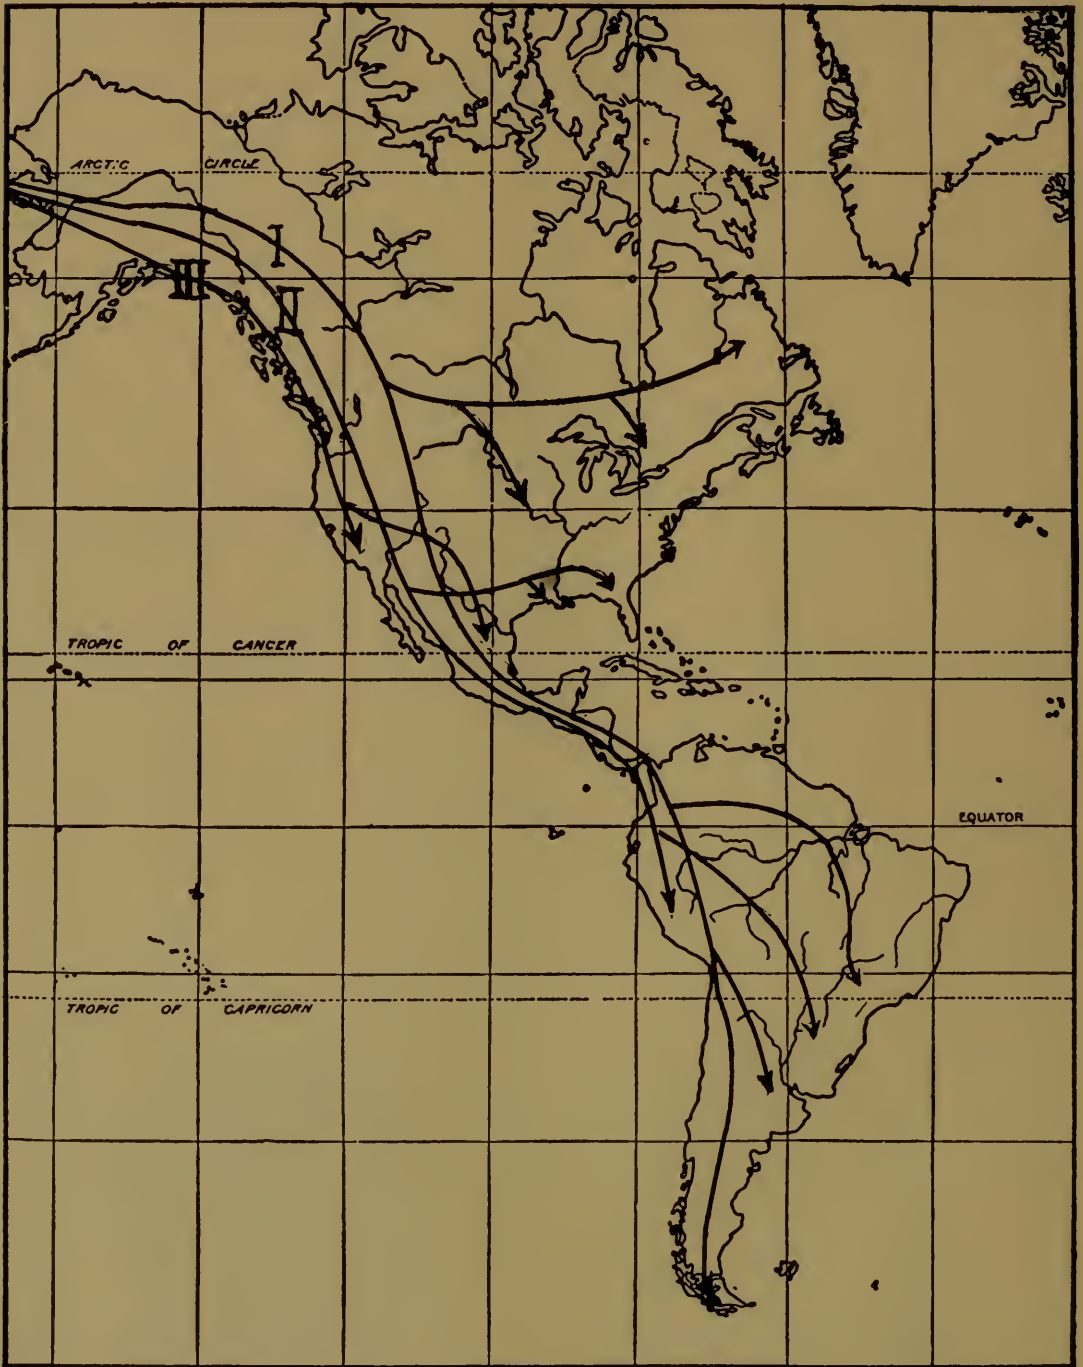 ARCTIC CIRCLE
I
III
II
TROPIC OF CANCER
EQUATOR
TROPIC OF CAPRICORN